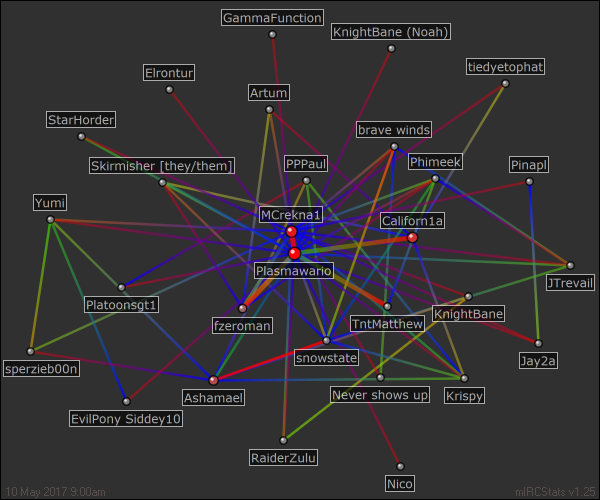 GammaFunction
KnightBane (Noah)
tiedyetophat
Elrontur
Artum
StarHorder
brave winds
Skirmisher [they/them]
PPPaul
Phimeek
Pinapl
Yumi
MCrekna1
Californ1a
Plasmawario
JTrevail
Platoonsgt1
KnightBane
fzeroman
TntMatthew
snowstate
Jay2a
sperzieb00n
Ashamael
Never shows up
Krispy
EvilPony Siddey10
RaiderZulu
Nico
10 May 2017 9:00am
mIRCStats v1.25